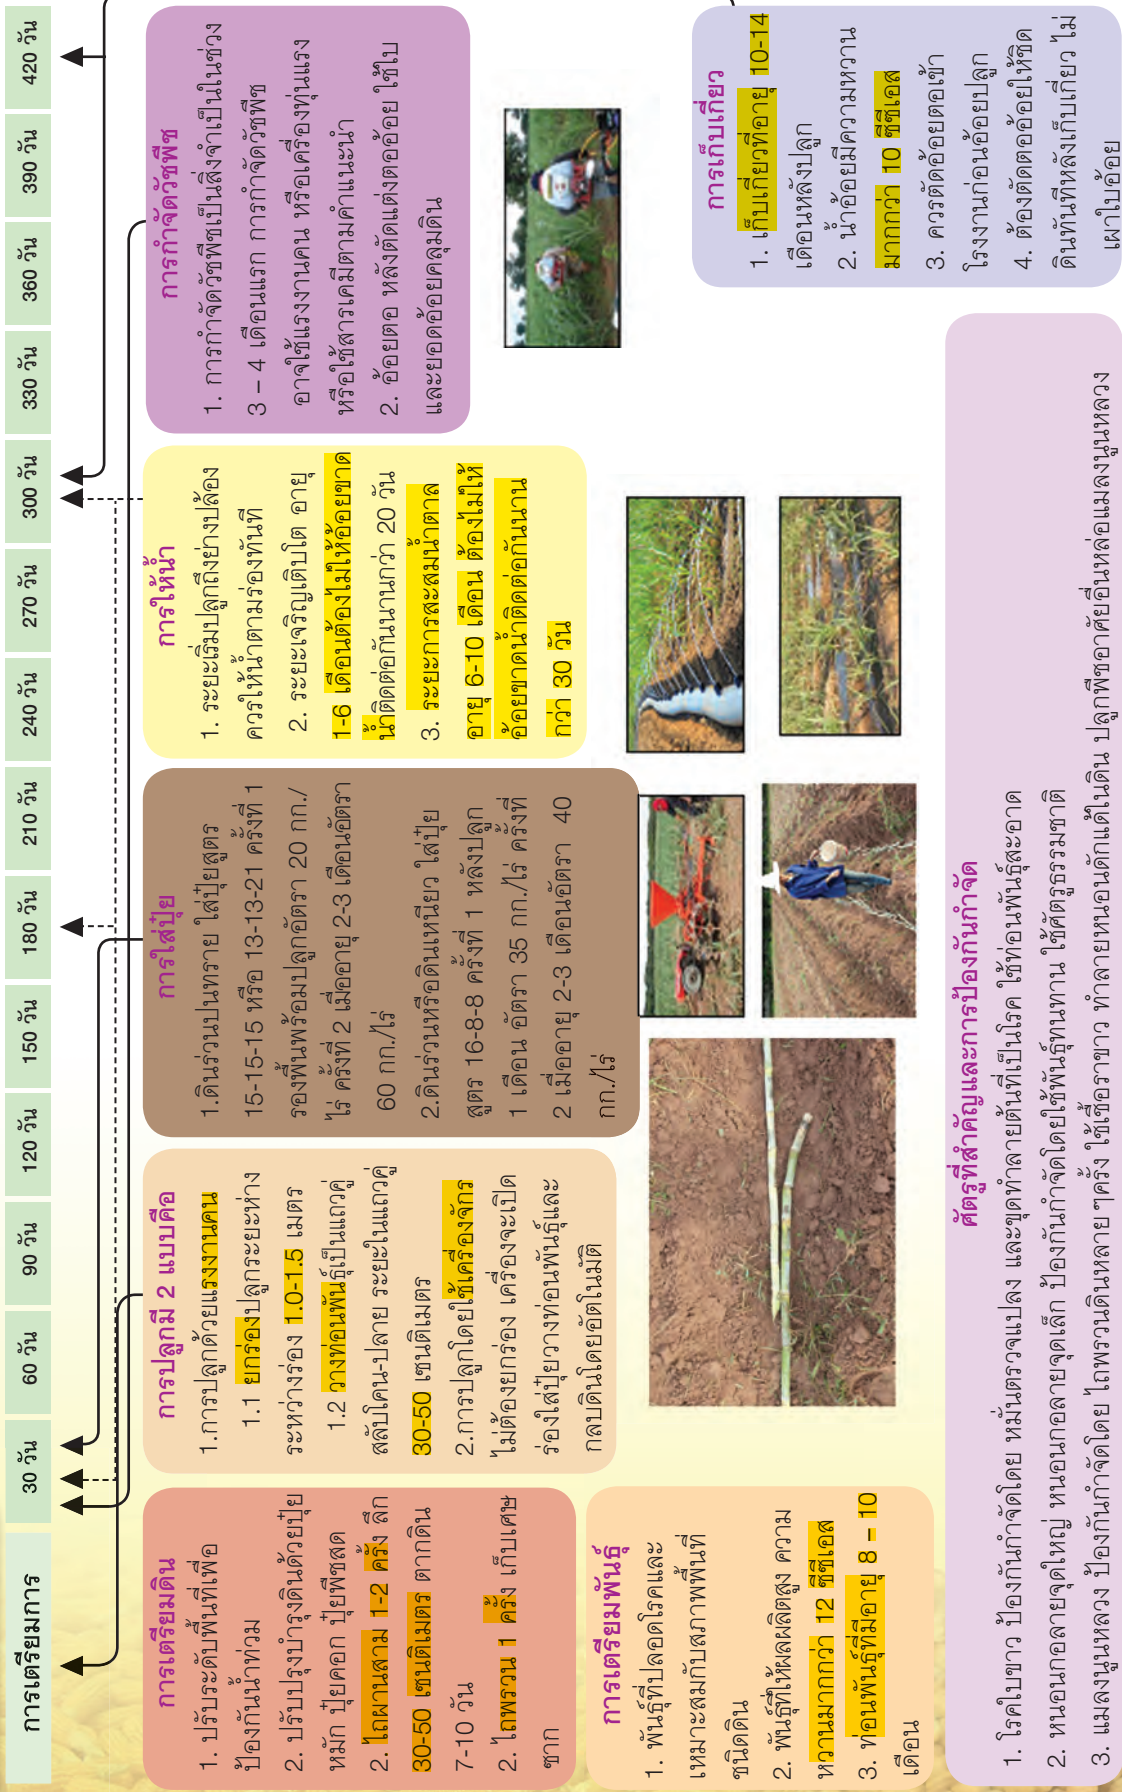 การเตรียมการ
30 วัน
60 วัน
90 วัน
120 วัน
150 วัน
180 วัน
210 วัน
240 วัน
270 วัน
300 วัน
330 วัน
360 วัน
390 วัน
420 วัน
การเตรียมดิน
1. ปรับระดับพื้นที่เพื่อ
ป้องกันน้ำท่วม
2. ปรับปรุงบำรุงดินด้วยปุ๋ย
หมัก ปุ๋ยคอก ปุ๋ยพืชสด
2. ไถผานสาม 1-2 ครั้ง ลึก
30-50 เซนติเมตร ตากดิน
7-10 วัน
2. ไถพรวน 1 ครั้ง เก็บเศษ
ซาก
การเตรียมพันธุ์
1. พันธุ์ที่ปลอดโรคและ
เหมาะสมกับสภาพพื้นที่
ชนิดดิน
2. พันธุ์ที่ให้ผลผลิตสูง ความ
หวานมากกว่า 12 ซีซีเอส
3. ท่อนพันธุ์ที่มีอายุ 8 – 10
เดือน
การปลูกมี 2 แบบคือ
1.การปลูกด้วยแรงงานคน
1.1 ยกร่องปลูกระยะห่าง
ระหว่างร่อง 1.0-1.5 เมตร
1.2 วางท่อนพันธุ์เป็นแถวคู่
สลับโคน-ปลาย ระยะในแถวคู่
30-50 เซนติเมตร
2.การปลูกโดยใช้เครื่องจักร
ไม่ต้องยกร่อง เครื่องจะเปิด
ร่องใส่ปุ๋ยวางท่อนพันธุ์และ
กลบดินโดยอัตโนมัติ
การใส่ปุ๋ย
1.ดินร่วนปนทราย ใส่ปุ๋ยสูตร
15-15-15 หรือ 13-13-21 ครั้งที่ 1
รองพื้นพร้อมปลูกอัตรา 20 กก./
ไร่ ครั้งที่ 2 เมื่ออายุ 2-3 เดือนอัตรา
60 กก./ไร่
2.ดินร่วนหรือดินเหนียว ใส่ปุ๋ย
สูตร 16-8-8 ครั้งที่ 1 หลังปลูก
1 เดือน อัตรา 35 กก./ไร่ ครั้งที่
2 เมื่ออายุ 2-3 เดือนอัตรา 40
กก./ไร่
การให้น้ำ
1. ระยะเริ่มปลูกถึงย่างปล้อง
ควรให้น้ำตามร่องทันที
2. ระยะเจริญเติบโต อายุ
1-6 เดือนต้องไม่ให้อ้อยขาด
น้ำติดต่อกันนานกว่า 20 วัน
3. ระยะการสะสมน้ำตาล
อายุ 6-10 เดือน ต้องไม่ให้
อ้อยขาดน้ำติดต่อกันนาน
กว่า 30 วัน
การกำจัดวัชพืช
1. การกำจัดวัชพืชเป็นสิ่งจำเป็นในช่วง
3 – 4 เดือนแรก การกำจัดวัชพืช
อาจใช้แรงงานคน หรือเครื่องทุ่นแรง
หรือใช้สารเคมีตามคำแนะนำ
2. อ้อยตอ หลังตัดแต่งตออ้อย ใช้ใบ
และยอดอ้อยคลุมดิน
การเก็บเกี่ยว
1. เก็บเกี่ยวที่อายุ 10-14
เดือนหลังปลูก
2. น้ำอ้อยมีความหวาน
มากกว่า 10 ซีซีเอส
3. ควรตัดอ้อยตอเข้า
โรงงานก่อนอ้อยปลูก
4. ต้องตัดตออ้อยให้ชิด
ดินทันทีหลังเก็บเกี่ยว ไม่
เผาใบอ้อย
ศัตรูที่สำคัญและการป้องกันกำจัด
1. โรคใบขาว ป้องกันกำจัดโดย หมั่นตรวจแปลง และขุดทำลายต้นที่เป็นโรค ใช้ท่อนพันธุ์สะอาด
2. หนอนกอลายจุดใหญ่ หนอนกอลายจุดเล็ก ป้องกันกำจัดโดยใช้พันธุ์ทนทาน ใช้ศัตรูธรรมชาติ
3. แมลงนูนหลวง ป้องกันกำจัดโดย ไถพรวนดินหลายๆครั้ง ใช้เชื้อราขาว ทำลายหนอนดักแด้ในดิน ปลูกพืชอาศัยอื่นหล่อแมลงนูนหลวง